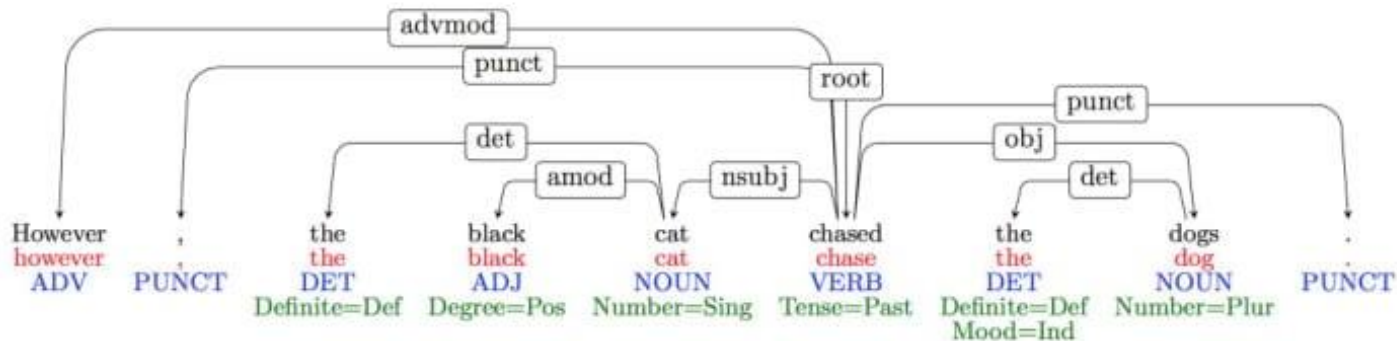 advmod
punct
root
punct
det
obj
amod
nsubj
det
However , the black cat chased the dogs .
however , the black cat chase the dog .
ADV PUNCT DET ADJ NOUN VERB DET NOUN PUNCT
Definite=Def Degree=Pos Number=Sing Tense=Past Definite=Def Number=Plur
Mood=Ind